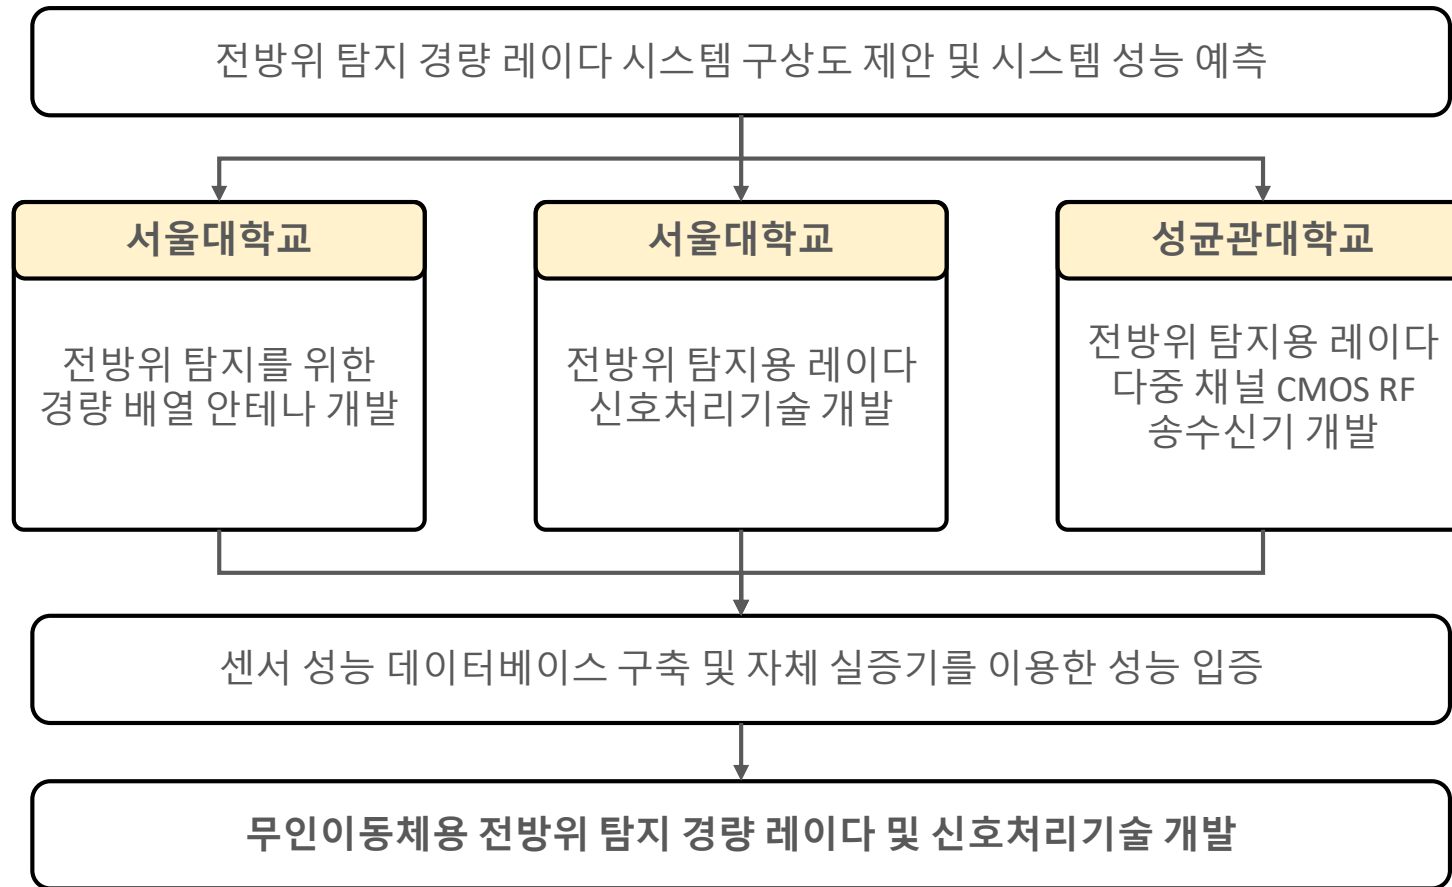 전방위 탐지 경량 레이다 시스템 구상도 제안 및 시스템 성능 예측
서울대학교
전방위 탐지를 위한
경량 배열 안테나 개발
서울대학교
전방위 탐지용 레이다
신호처리기술 개발
성균관대학교
전방위 탐지용 레이다
다중 채널 CMOS RF
송수신기 개발
센서 성능 데이터베이스 구축 및 자체 실증기를 이용한 성능 입증
무인이동체용 전방위 탐지 경량 레이다 및 신호처리기술 개발